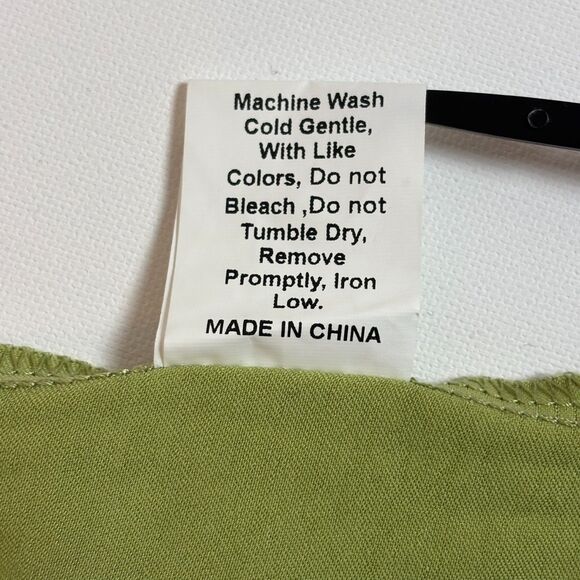 Machine Wash
Cold Gentle,
With Like
Colors, Do not
Bleach ,Do not
Tumble Dry,
Remove
Promptly, Iron
Low.
MADE IN CHINA